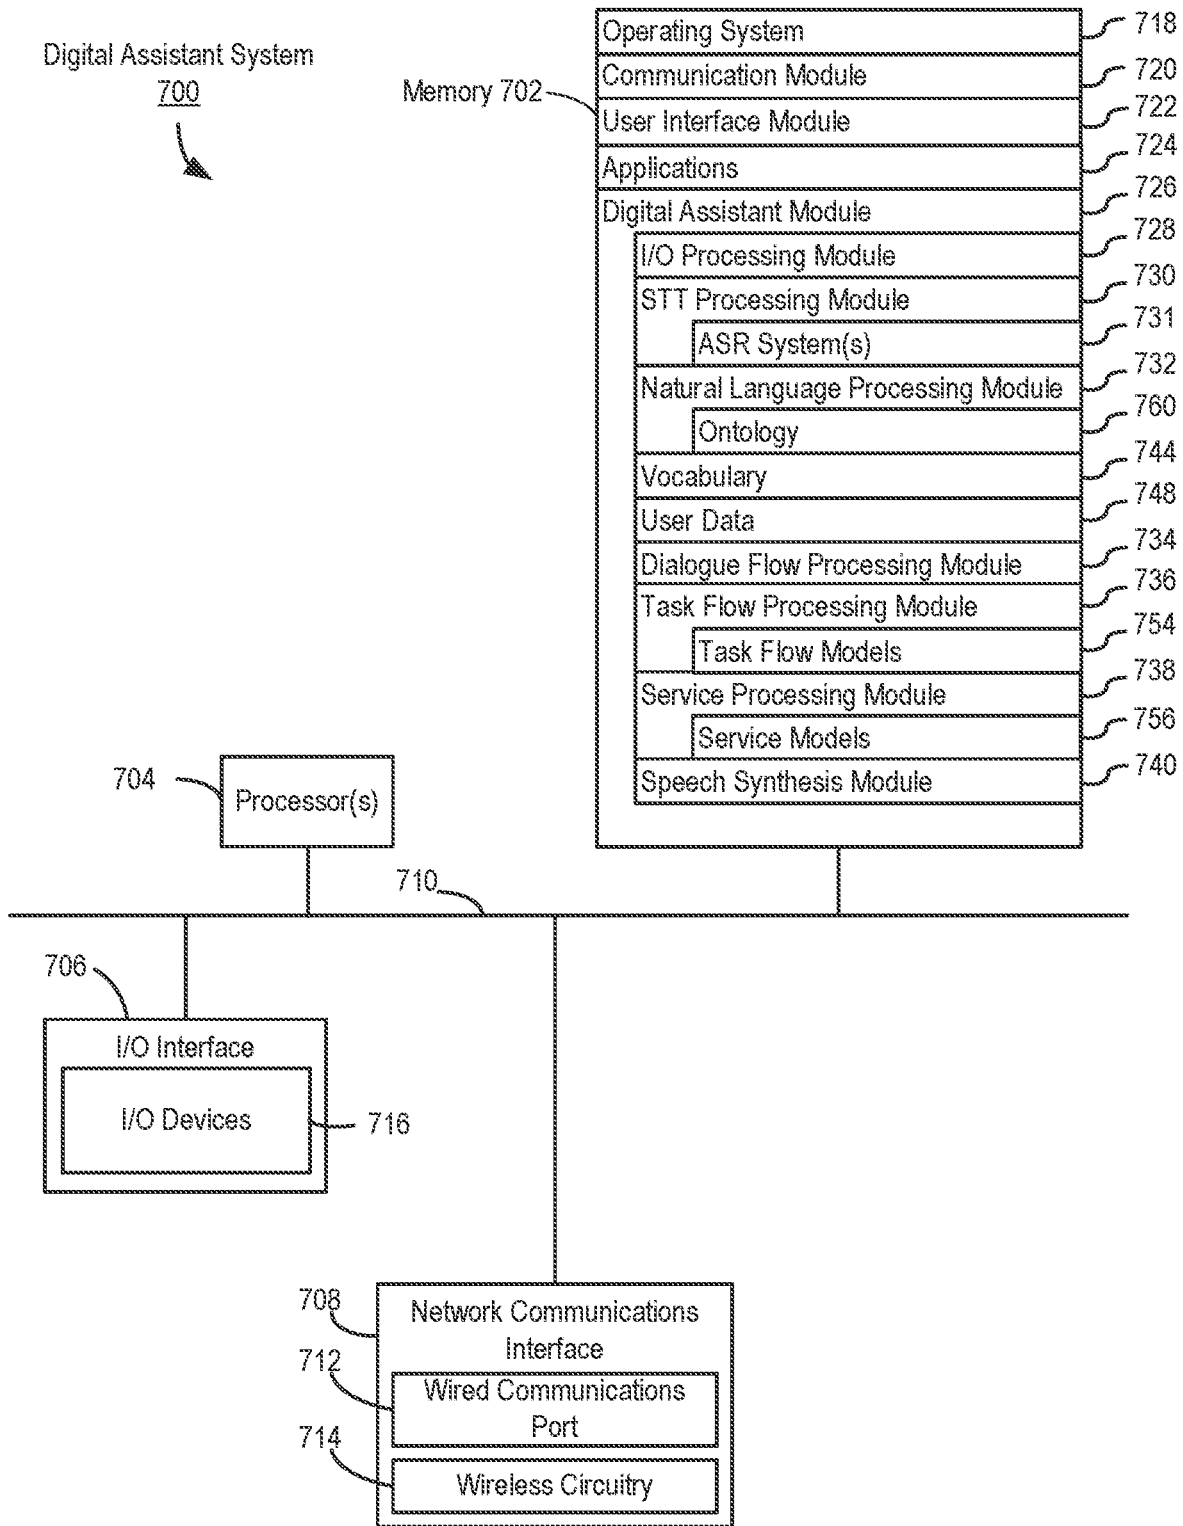 Digital Assistant System
700
Memory 702
Operating System 718
Communication Module 720
User Interface Module 722
Applications 724
Digital Assistant Module 726
I/O Processing Module 728
STT Processing Module 730
ASR System(s) 731
Natural Language Processing Module 732
Ontology 760
Vocabulary 744
User Data 748
Dialogue Flow Processing Module 734
Task Flow Processing Module 736
Task Flow Models 754
Service Processing Module 738
Service Models 756
Speech Synthesis Module 740
704
Processor(s)
710
706
I/O Interface
I/O Devices 716
708
Network Communications
Interface
712
Wired Communications
Port
714
Wireless Circuitry